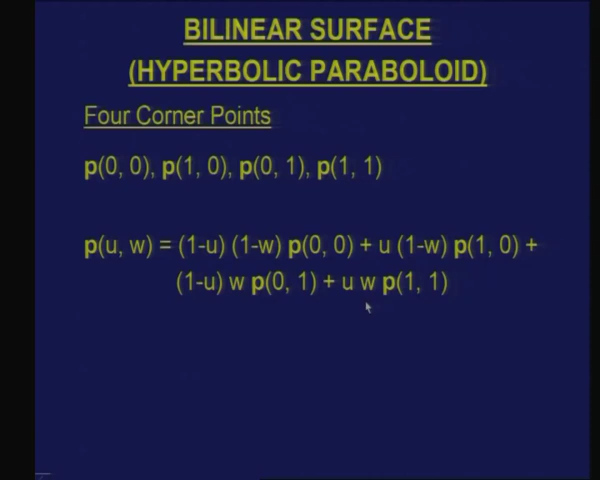 BILINEAR SURFACE
(HYPERBOLIC PARABOLOID)
Four Corner Points
p(0, 0), p(1, 0), p(0, 1), p(1, 1)
p(u, w) = (1-u) (1-w) p(0, 0) + u (1-w) p(1, 0) +
(1-u) w p(0, 1) + u w p(1, 1)